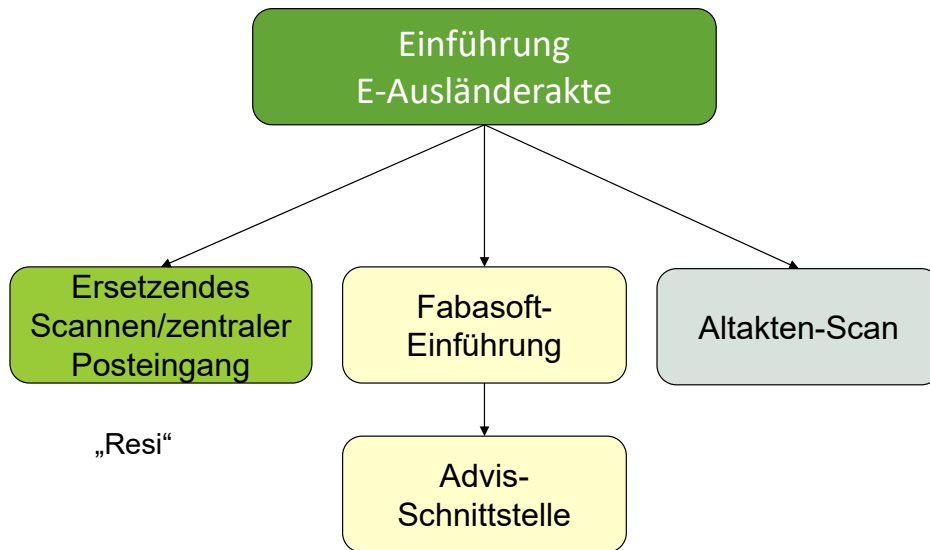 Einführung
E-Ausländerakte
Ersetzendes
Scannen/zentraler
Posteingang
Fabasoft-
Einführung
Altakten-Scan
„Resi“
Advis-
Schnittstelle